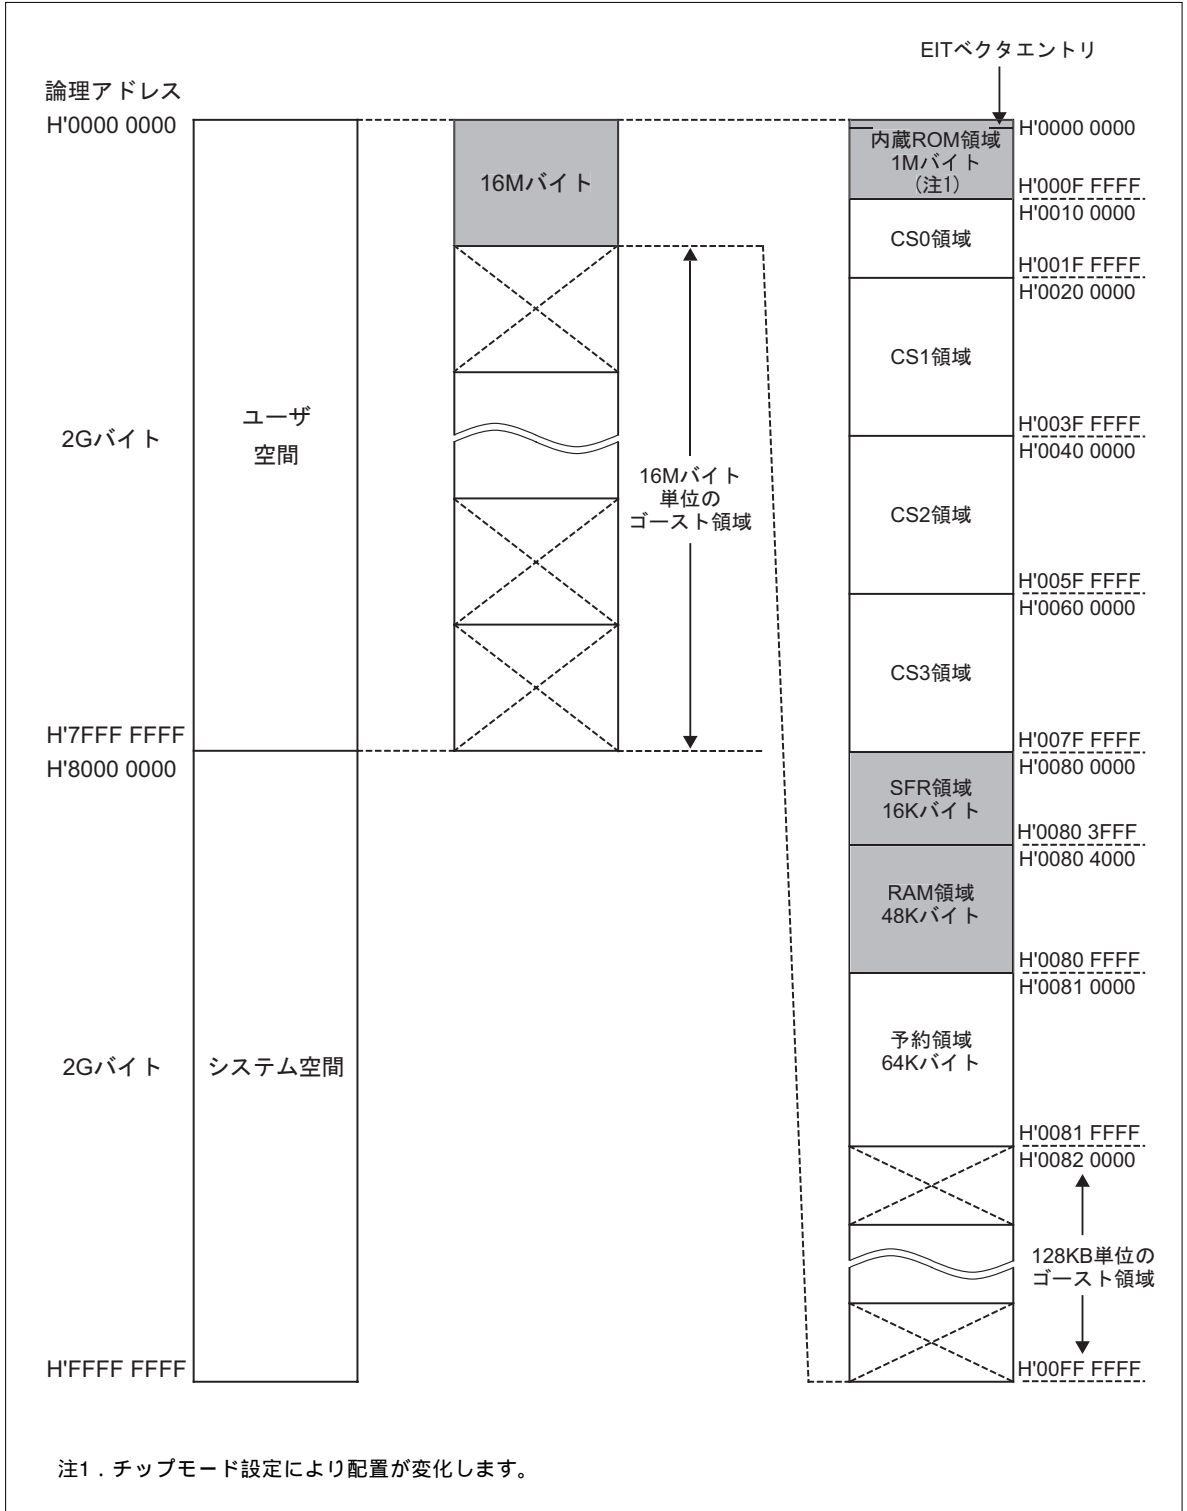 EITベクタエントリ
論理アドレス
H'0000 0000
2Gバイト
H'7FFF FFFF
H'8000 0000
2Gバイト
H'FFFF FFFF
ユーザ
空間
システム空間
16Mバイト
16Mバイト
単位の
ゴースト領域
内蔵ROM領域
1Mバイト
（注1）
CS0領域
CS1領域
CS2領域
CS3領域
SFR領域
16Kバイト
RAM領域
48Kバイト
予約領域
64Kバイト
H'0000 0000
H'000F FFFF
H'0010 0000
H'001F FFFF
H'0020 0000
H'003F FFFF
H'0040 0000
H'005F FFFF
H'0060 0000
H'007F FFFF
H'0080 0000
H'0080 3FFF
H'0080 4000
H'0080 FFFF
H'0081 0000
H'0081 FFFF
H'0082 0000
128KB単位の
ゴースト領域
H'00FF FFFF
注1．チップモード設定により配置が変化します。